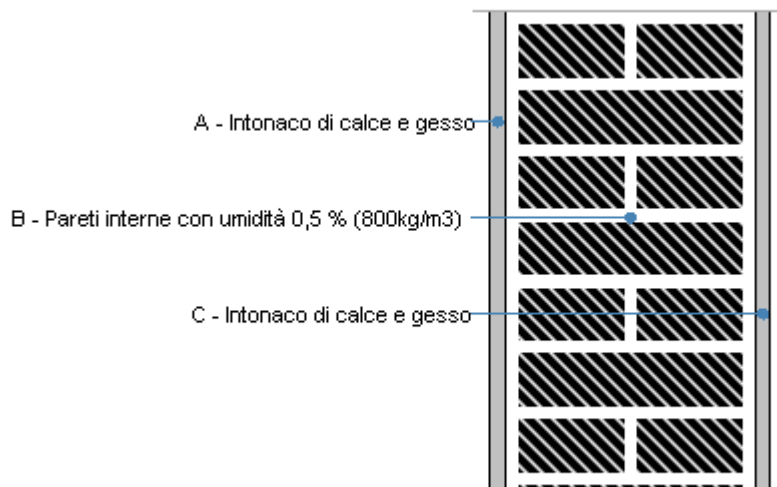 A - Intonaco di calce e gesso
B - Pareti interne con umidità 0,5 % (800kg/m3)
C - Intonaco di calce e gesso